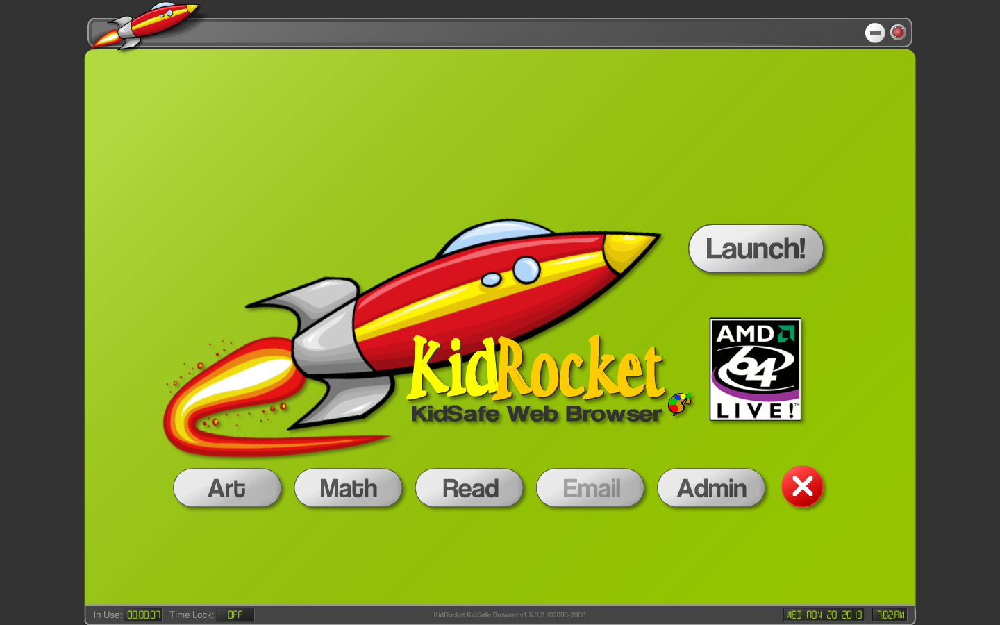 Launch!
AMD
64
LIVE!™
KidRocket
KidSafe Web Browser
Art
Math
Read
Email
Admin
In Use: 00:00:07 Time Lock: OFF
KidRocket KidSafe Browser v1.5.0.2 ©2003-2008
WED NOV 20 2013 7:02AM